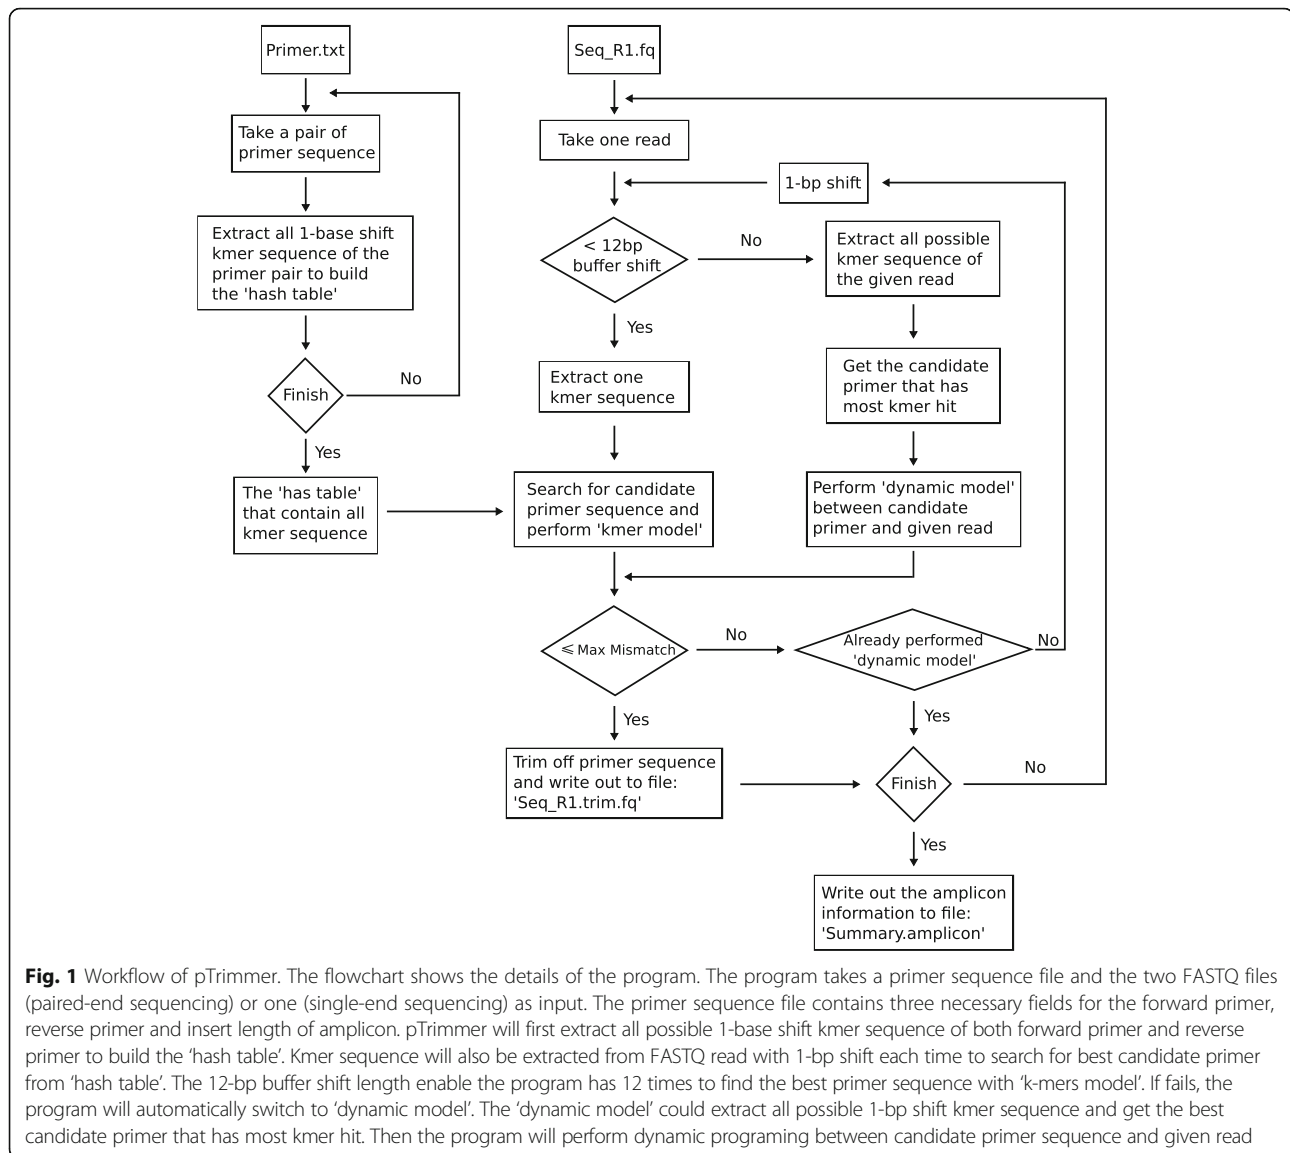 Primer.txt
Take a pair of
primer sequence
Extract all 1-base shift
kmer sequence of the
primer pair to build
the 'hash table'
Finish
No
Yes
The 'has table'
that contain all
kmer sequence
Seq_R1.fq
Take one read
1-bp shift
< 12bp
buffer shift
No
Yes
Extract all possible
kmer sequence of
the given read
Extract one
kmer sequence
Get the candidate
primer that has
most kmer hit
Search for candidate
primer sequence and
perform 'kmer model'
Perform 'dynamic model'
between candidate
primer and given read
⩽ Max Mismatch
No
Already performed
'dynamic model'
No
Yes
Yes
Trim off primer sequence
and write out to file:
'Seq_R1.trim.fq'
Finish
No
Yes
Write out the amplicon
information to file:
'Summary.amplicon'
Fig. 1 Workflow of pTrimmer. The flowchart shows the details of the program. The program takes a primer sequence file and the two FASTQ files
(paired-end sequencing) or one (single-end sequencing) as input. The primer sequence file contains three necessary fields for the forward primer,
reverse primer and insert length of amplicon. pTrimmer will first extract all possible 1-base shift kmer sequence of both forward primer and reverse
primer to build the ‘hash table’. Kmer sequence will also be extracted from FASTQ read with 1-bp shift each time to search for best candidate primer
from ‘hash table’. The 12-bp buffer shift length enable the program has 12 times to find the best primer sequence with ‘k-mers model’. If fails, the
program will automatically switch to ‘dynamic model’. The ‘dynamic model’ could extract all possible 1-bp shift kmer sequence and get the best
candidate primer that has most kmer hit. Then the program will perform dynamic programing between candidate primer sequence and given read